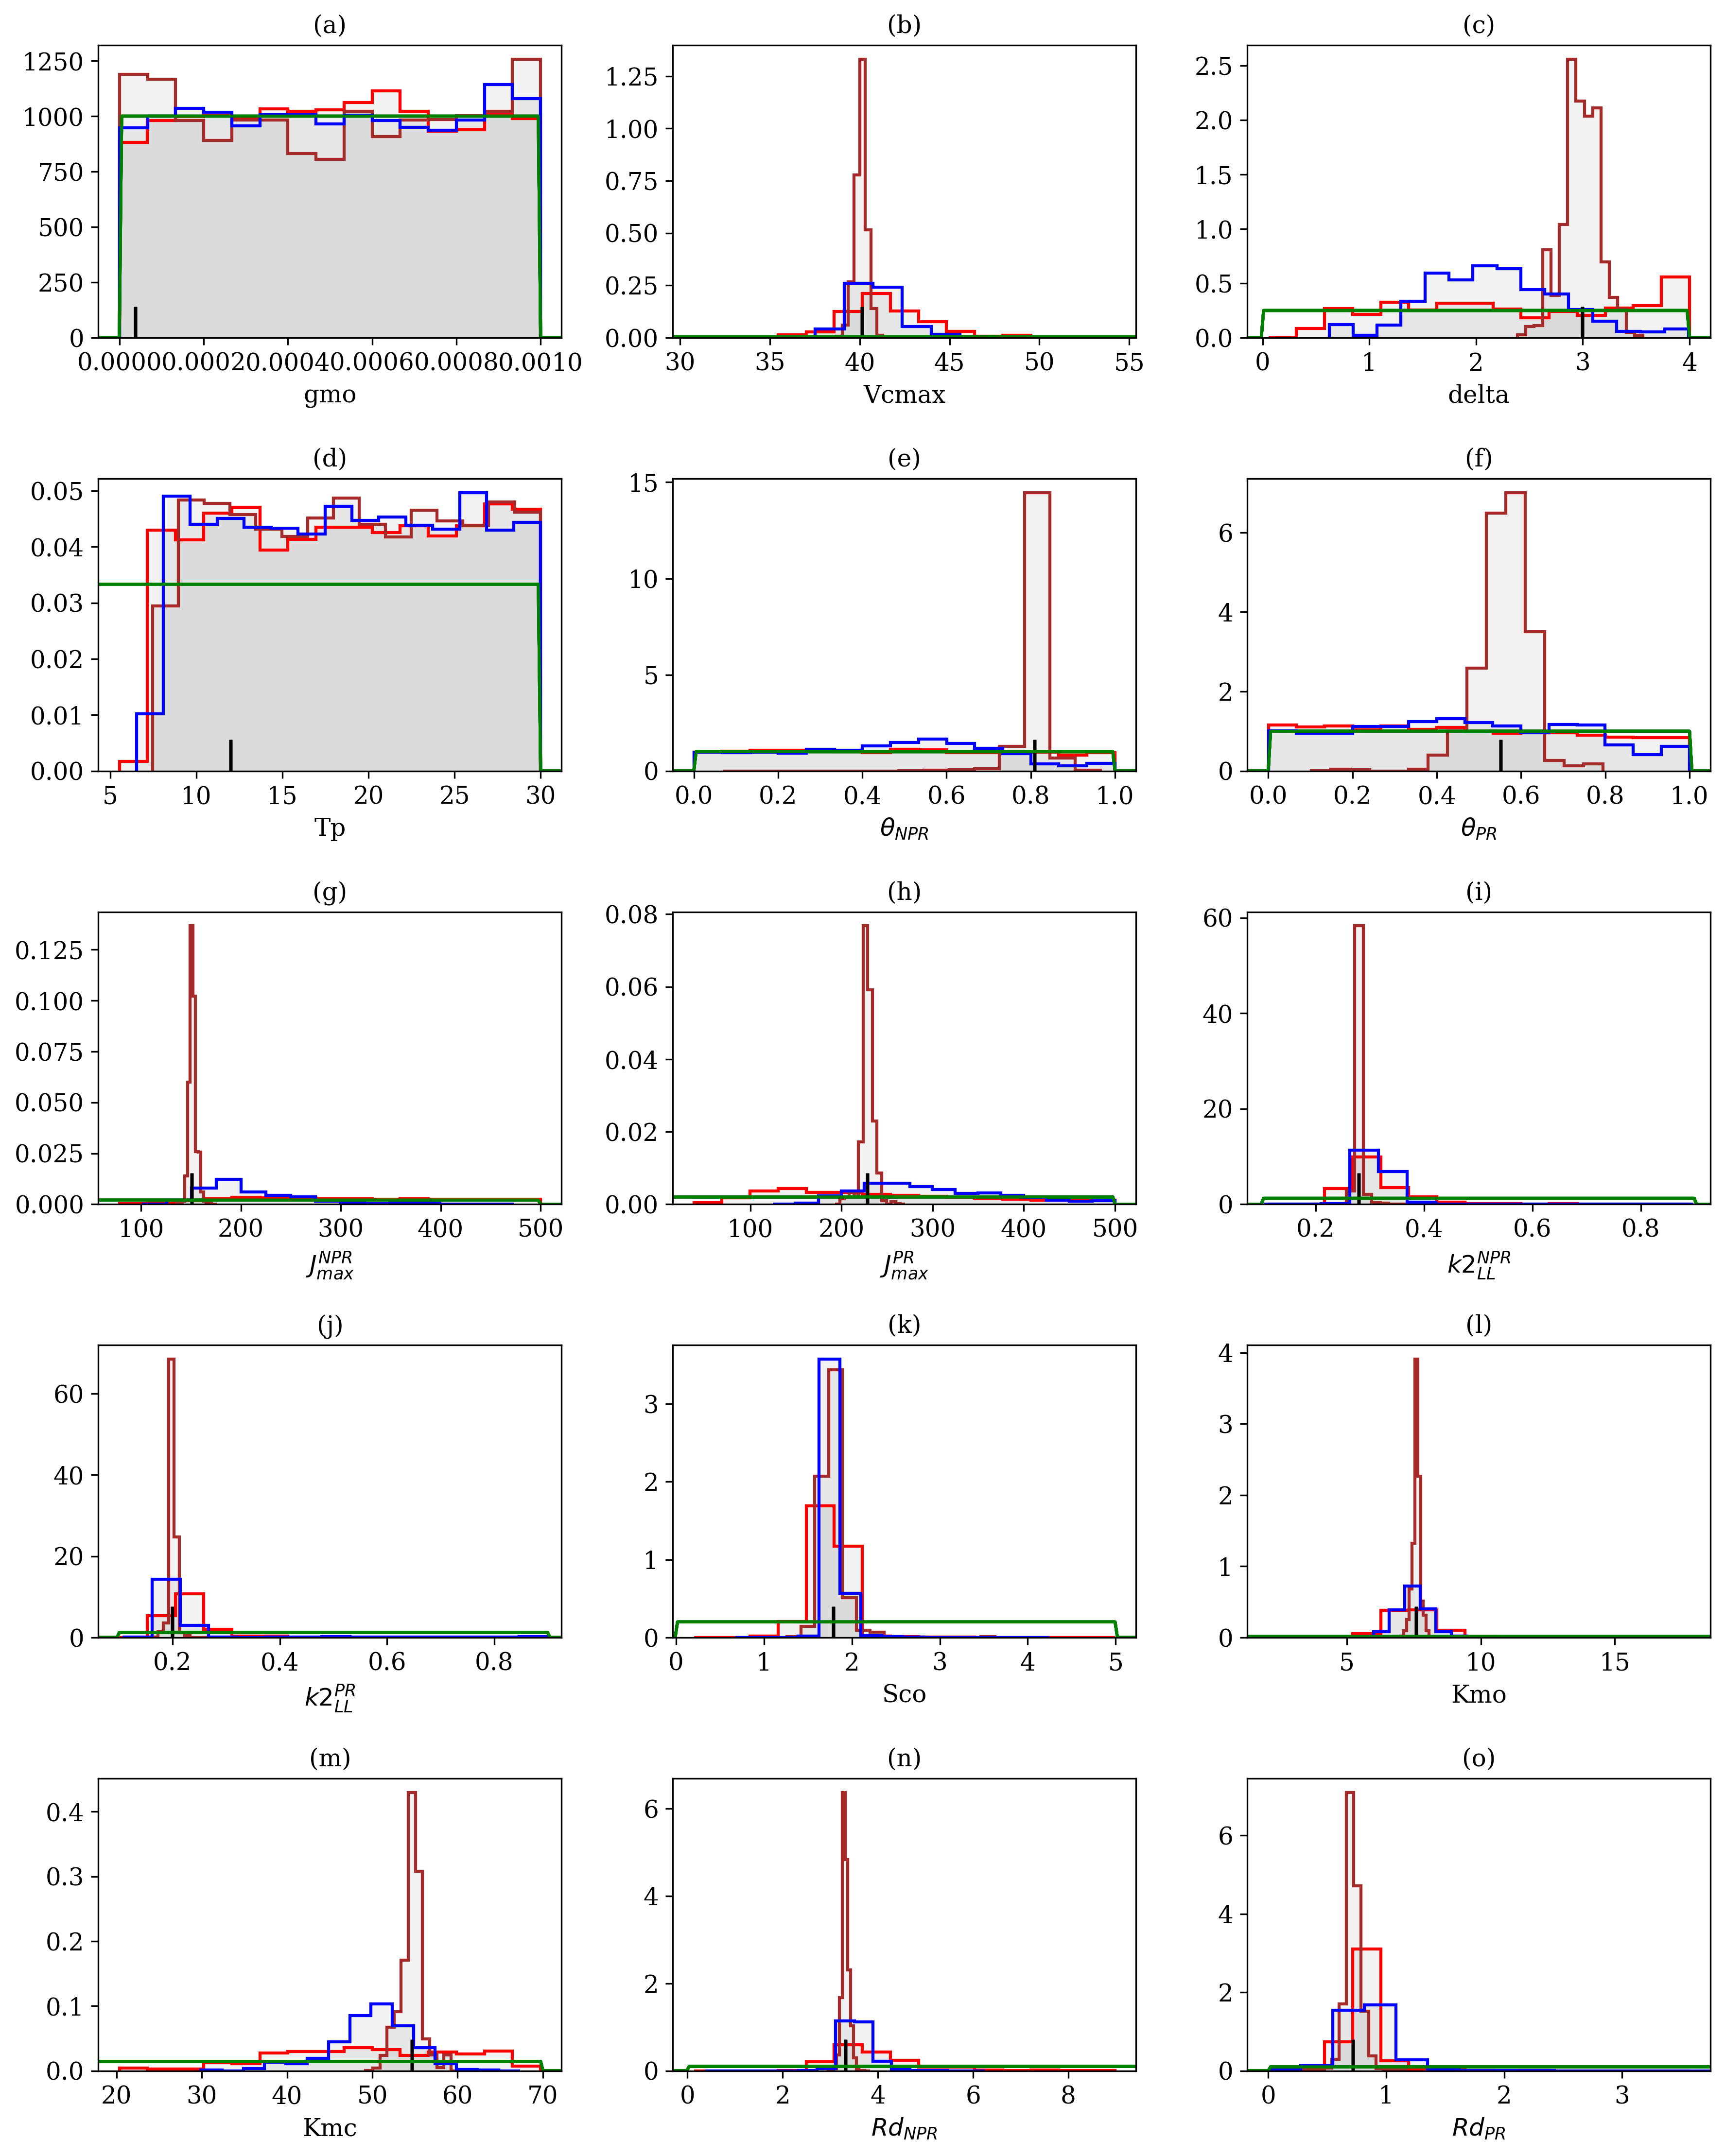 (a) (b) (c)
1250 1.25 2.5
1000 1.00 2.0
750 0.75 1.5
500 0.50 1.0
250 0.25 0.5
0 0.00 0.0
0.0000 0.0002 0.0004 0.0006 0.0008 0.0010 30 35 40 45 50 55 0 1 2 3 4
gmo Vcmax delta
(d) (e) (f)
0.05 15 6
0.04 10 4
0.03 5 2
0.02 0 0
0.01
0.00
5 10 15 20 25 30 0.0 0.2 0.4 0.6 0.8 1.0 0.0 0.2 0.4 0.6 0.8 1.0
Tp θ_NPR θ_PR
(g) (h) (i)
0.125 0.08 60
0.100 0.06 40
0.075 0.04 20
0.050 0.02 0
0.025 0.00
0.000
100 200 300 400 500 100 200 300 400 500 0.2 0.4 0.6 0.8
J_max^NPR J_max^PR k2_LL^NPR
(j) (k) (l)
60 3 4
40 2 3
20 1 2
0 0 1
0
0.2 0.4 0.6 0.8 0 1 2 3 4 5 5 10 15
k2_LL^PR Sco Kmo
(m) (n) (o)
0.4 6 6
0.3 4 4
0.2 2 2
0.1 0 0
0.0
20 30 40 50 60 70 0 2 4 6 8 0 1 2 3
Kmc Rd_NPR Rd_PR